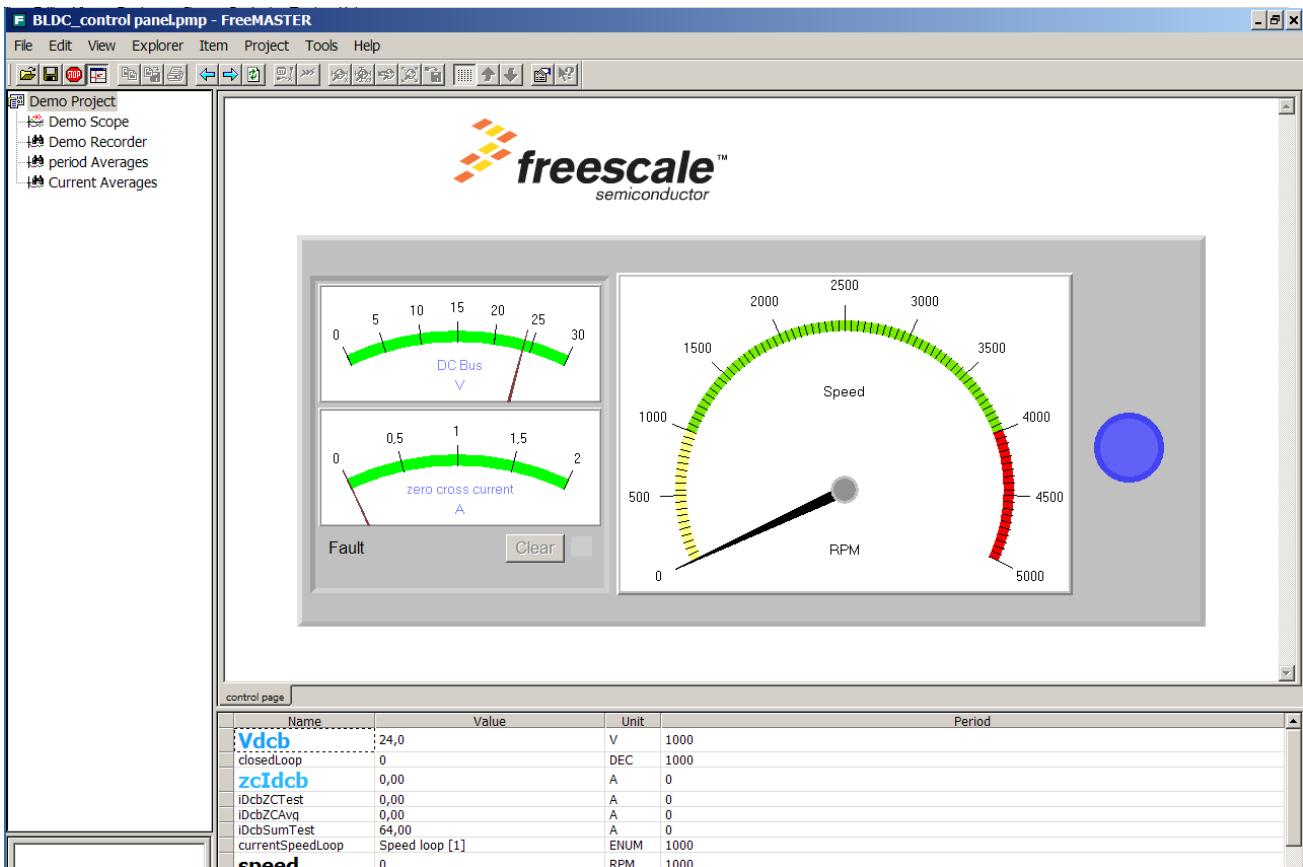 BLDC_control panel.pmp - FreeMASTER
File Edit View Explorer Item Project Tools Help
STOP
Demo Project
Demo Scope
Demo Recorder
period Averages
Current Averages
freescale™
semiconductor
0 5 10 15 20 25 30
DC Bus
V
0 0,5 1 1,5 2
zero cross current
A
Fault Clear
0 500 1000 1500 2000 2500 3000 3500 4000 4500 5000
Speed
RPM
control page
Name Value Unit Period
Vdcb 24,0 V 1000
closedLoop 0 DEC 1000
zcIdcb 0,00 A 0
iDcbZCTest 0,00 A 0
iDcbZCAvg 0,00 A 0
iDcbSumTest 64,00 A 0
currentSpeedLoop Speed loop [1] ENUM 1000
speed 0 RPM 1000